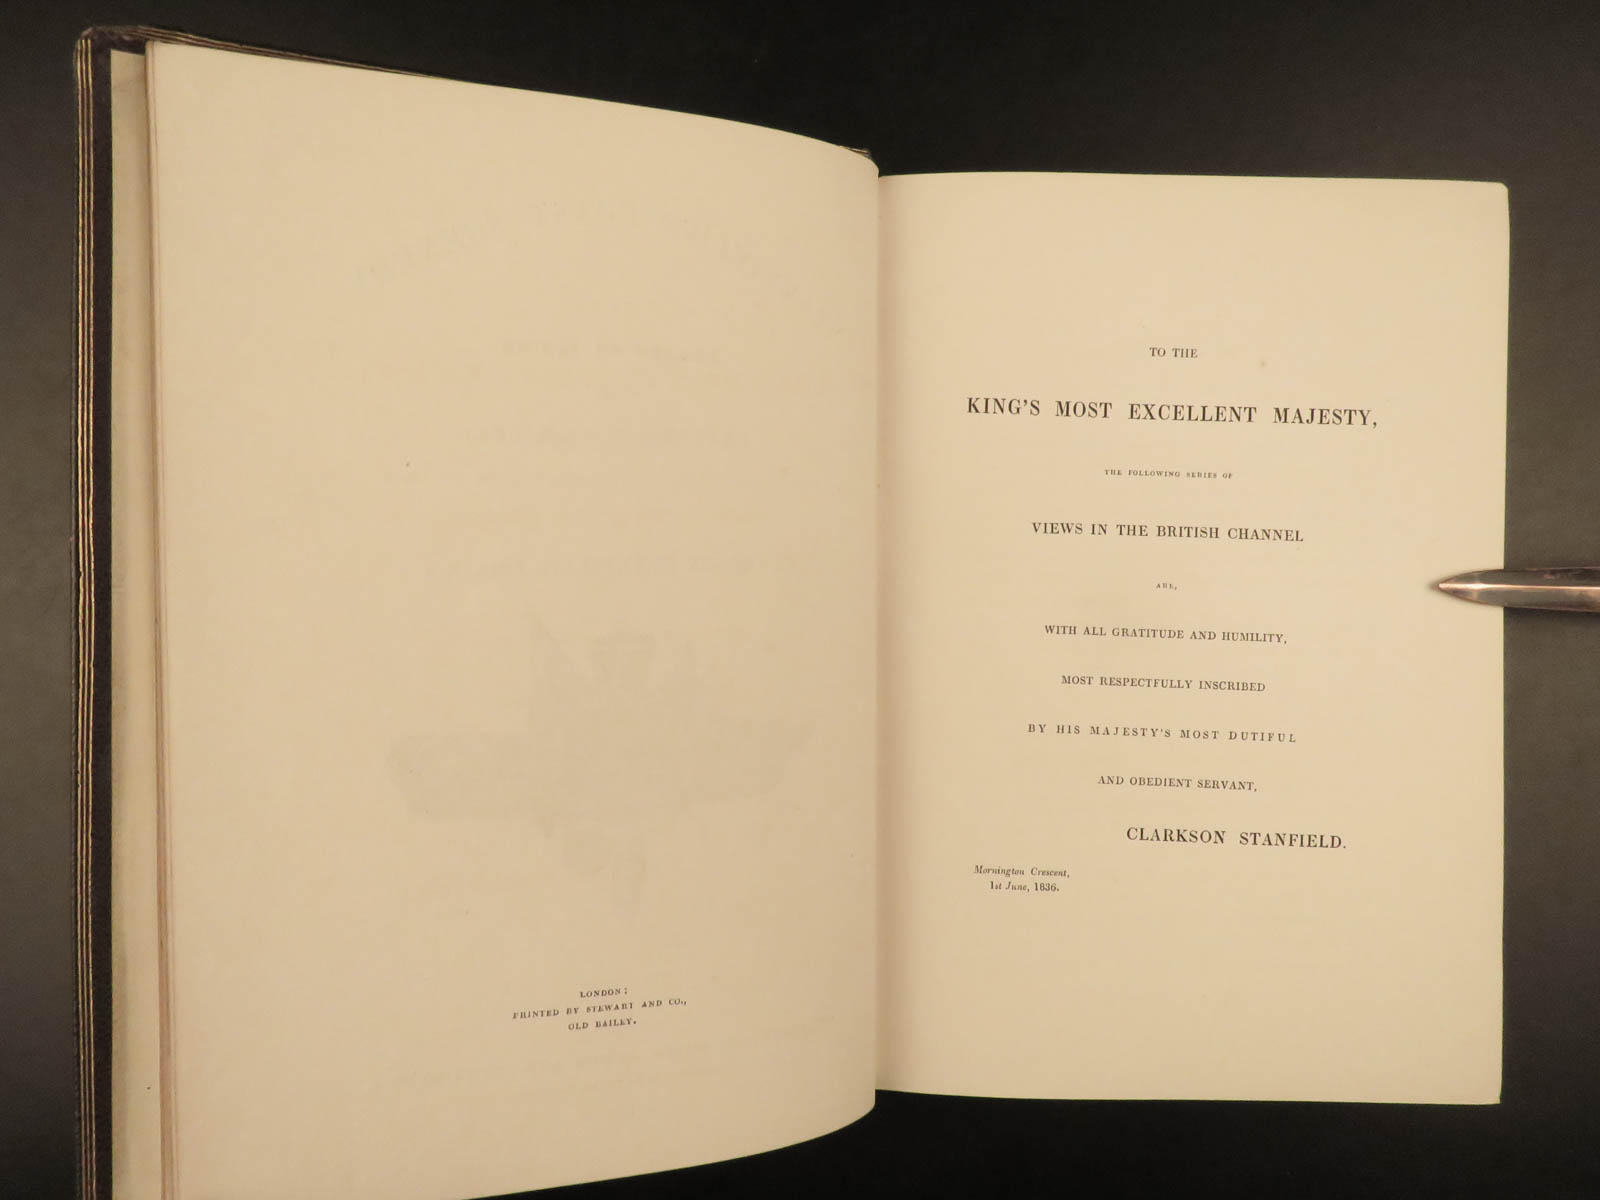 LONDON:
PRINTED BY STEWART AND CO.,
OLD BAILEY.
TO THE
KING'S MOST EXCELLENT MAJESTY,
THE FOLLOWING SERIES OF
VIEWS IN THE BRITISH CHANNEL
ARE,
WITH ALL GRATITUDE AND HUMILITY,
MOST RESPECTFULLY INSCRIBED
BY HIS MAJESTY'S MOST DUTIFUL
AND OBEDIENT SERVANT,
CLARKSON STANFIELD.
Mornington Crescent,
1st June, 1836.